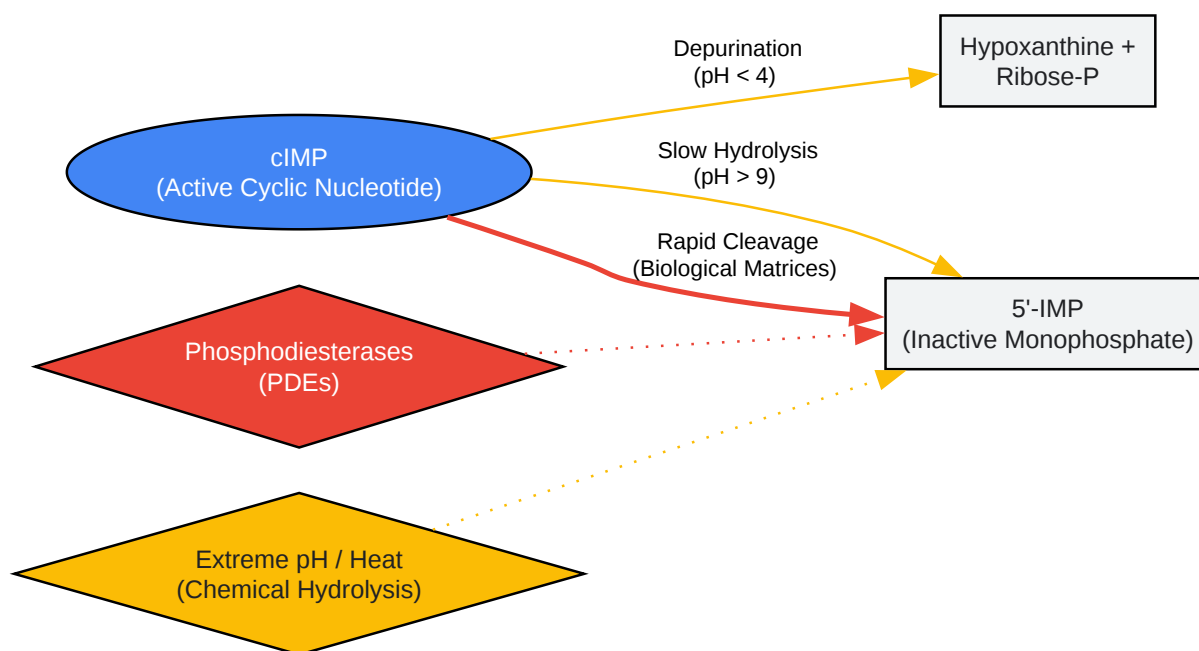 Depurination
(pH < 4)
Hypoxanthine +
Ribose-P
cIMP
(Active Cyclic Nucleotide)
Slow Hydrolysis
(pH > 9)
Rapid Cleavage
(Biological Matrices)
5'-IMP
(Inactive Monophosphate)
Phosphodiesterases
(PDEs)
Extreme pH / Heat
(Chemical Hydrolysis)